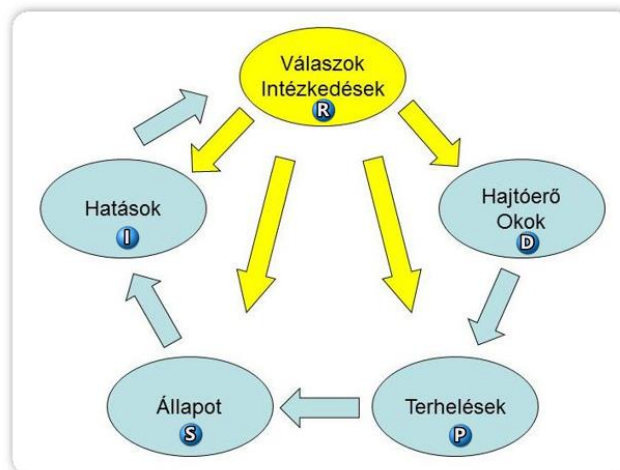 Válaszok
Intézkedések
R
Hatások
I
Hajtóerő
Okok
D
Állapot
S
Terhelések
P